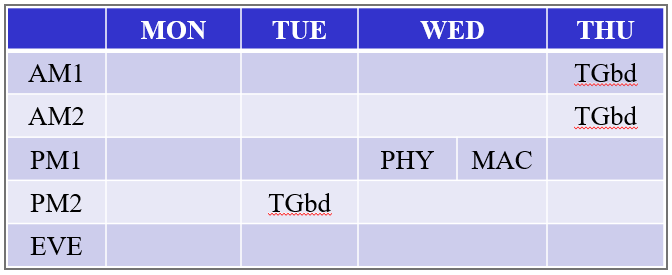 MON TUE WED THU
AM1 TGbd
AM2 TGbd
PM1 PHY MAC
PM2 TGbd
EVE